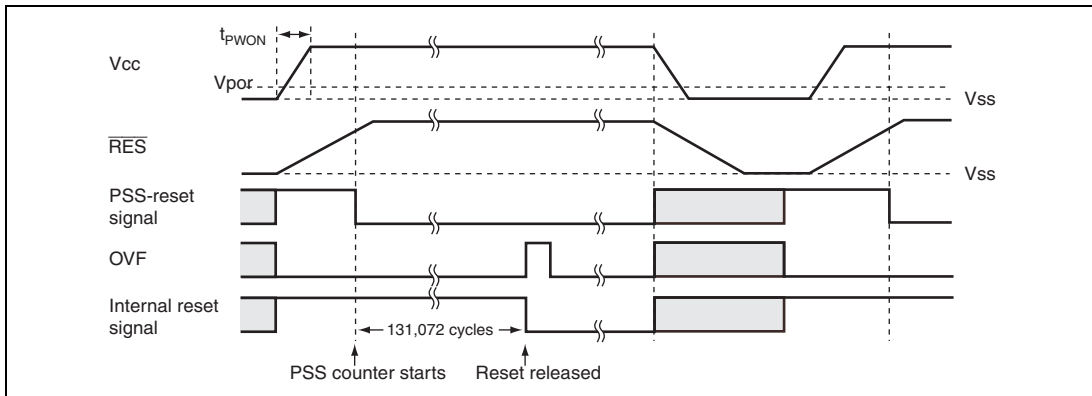 tPWON
Vcc
Vpor
Vss
RES
Vss
PSS-reset
signal
OVF
Internal reset
signal
131,072 cycles
PSS counter starts
Reset released